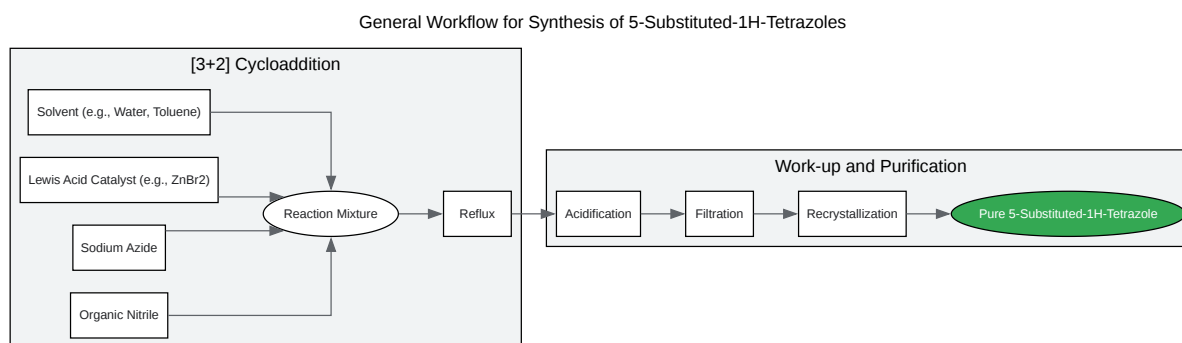 General Workflow for Synthesis of 5-Substituted-1H-Tetrazoles
[3+2] Cycloaddition
Solvent (e.g., Water, Toluene)
Lewis Acid Catalyst (e.g., ZnBr2)
Sodium Azide
Organic Nitrile
Reaction Mixture
Reflux
Work-up and Purification
Acidification
Filtration
Recrystallization
Pure 5-Substituted-1H-Tetrazole